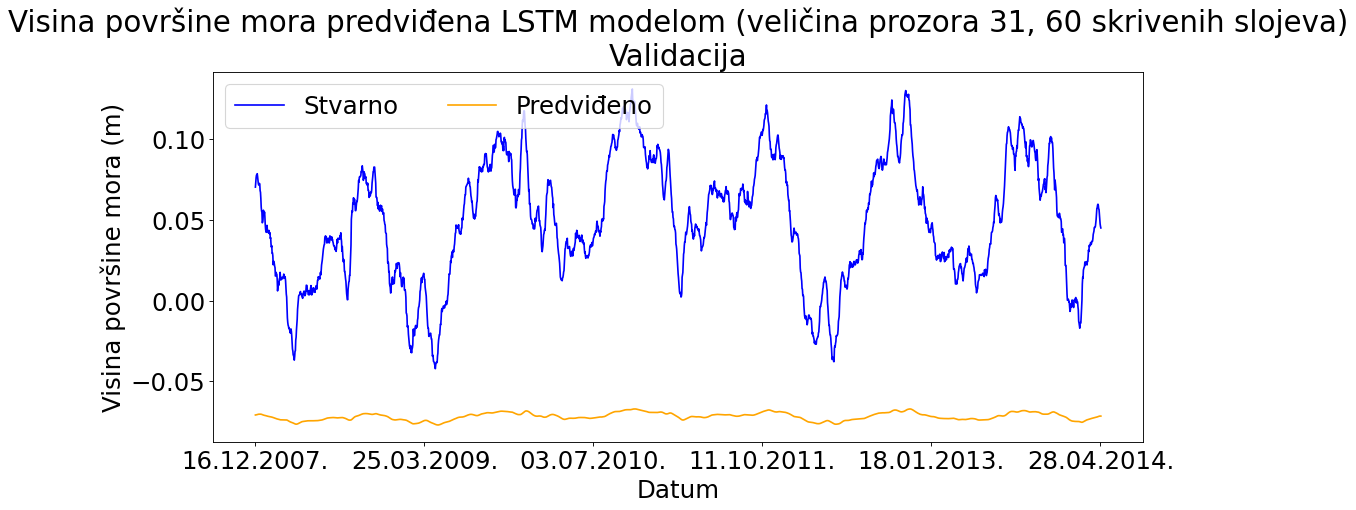 Visina površine mora predviđena LSTM modelom (veličina prozora 31, 60 skrivenih slojeva)
Validacija
Stvarno Predviđeno
Visina površine mora (m)
0.10
0.05
0.00
−0.05
16.12.2007. 25.03.2009. 03.07.2010. 11.10.2011. 18.01.2013. 28.04.2014.
Datum